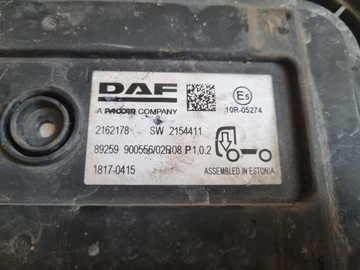 DAF
A PACCAR COMPANY
E5
10R-05274
2162178 SW 2154411
89259 900556/02R08 P1.0.2
1817-0415
ASSEMBLED IN ESTONIA